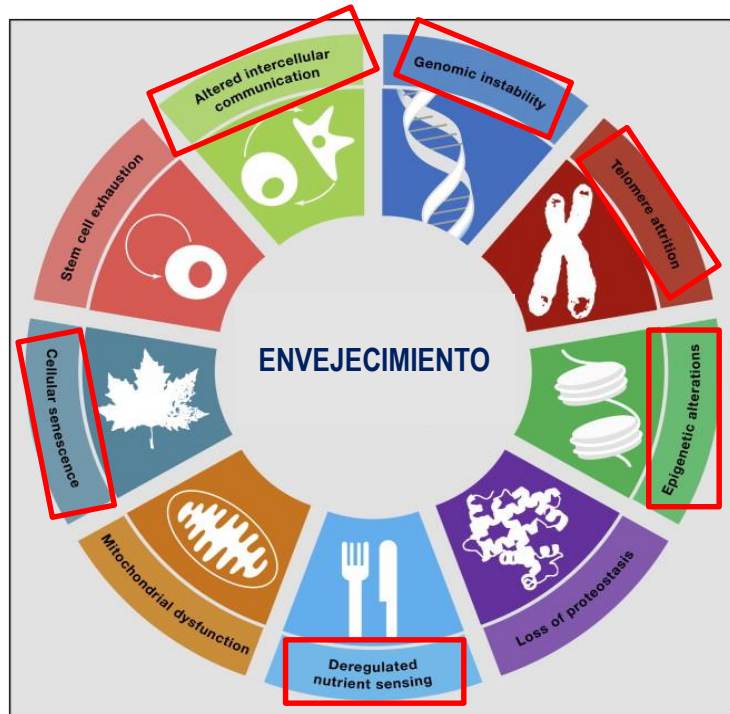 Altered intercellular
communication
Genomic instability
Telomere attrition
Epigenetic alterations
Loss of proteostasis
Deregulated
nutrient sensing
Mitochondrial dysfunction
Cellular senescence
Stem cell exhaustion
ENVEJECIMIENTO